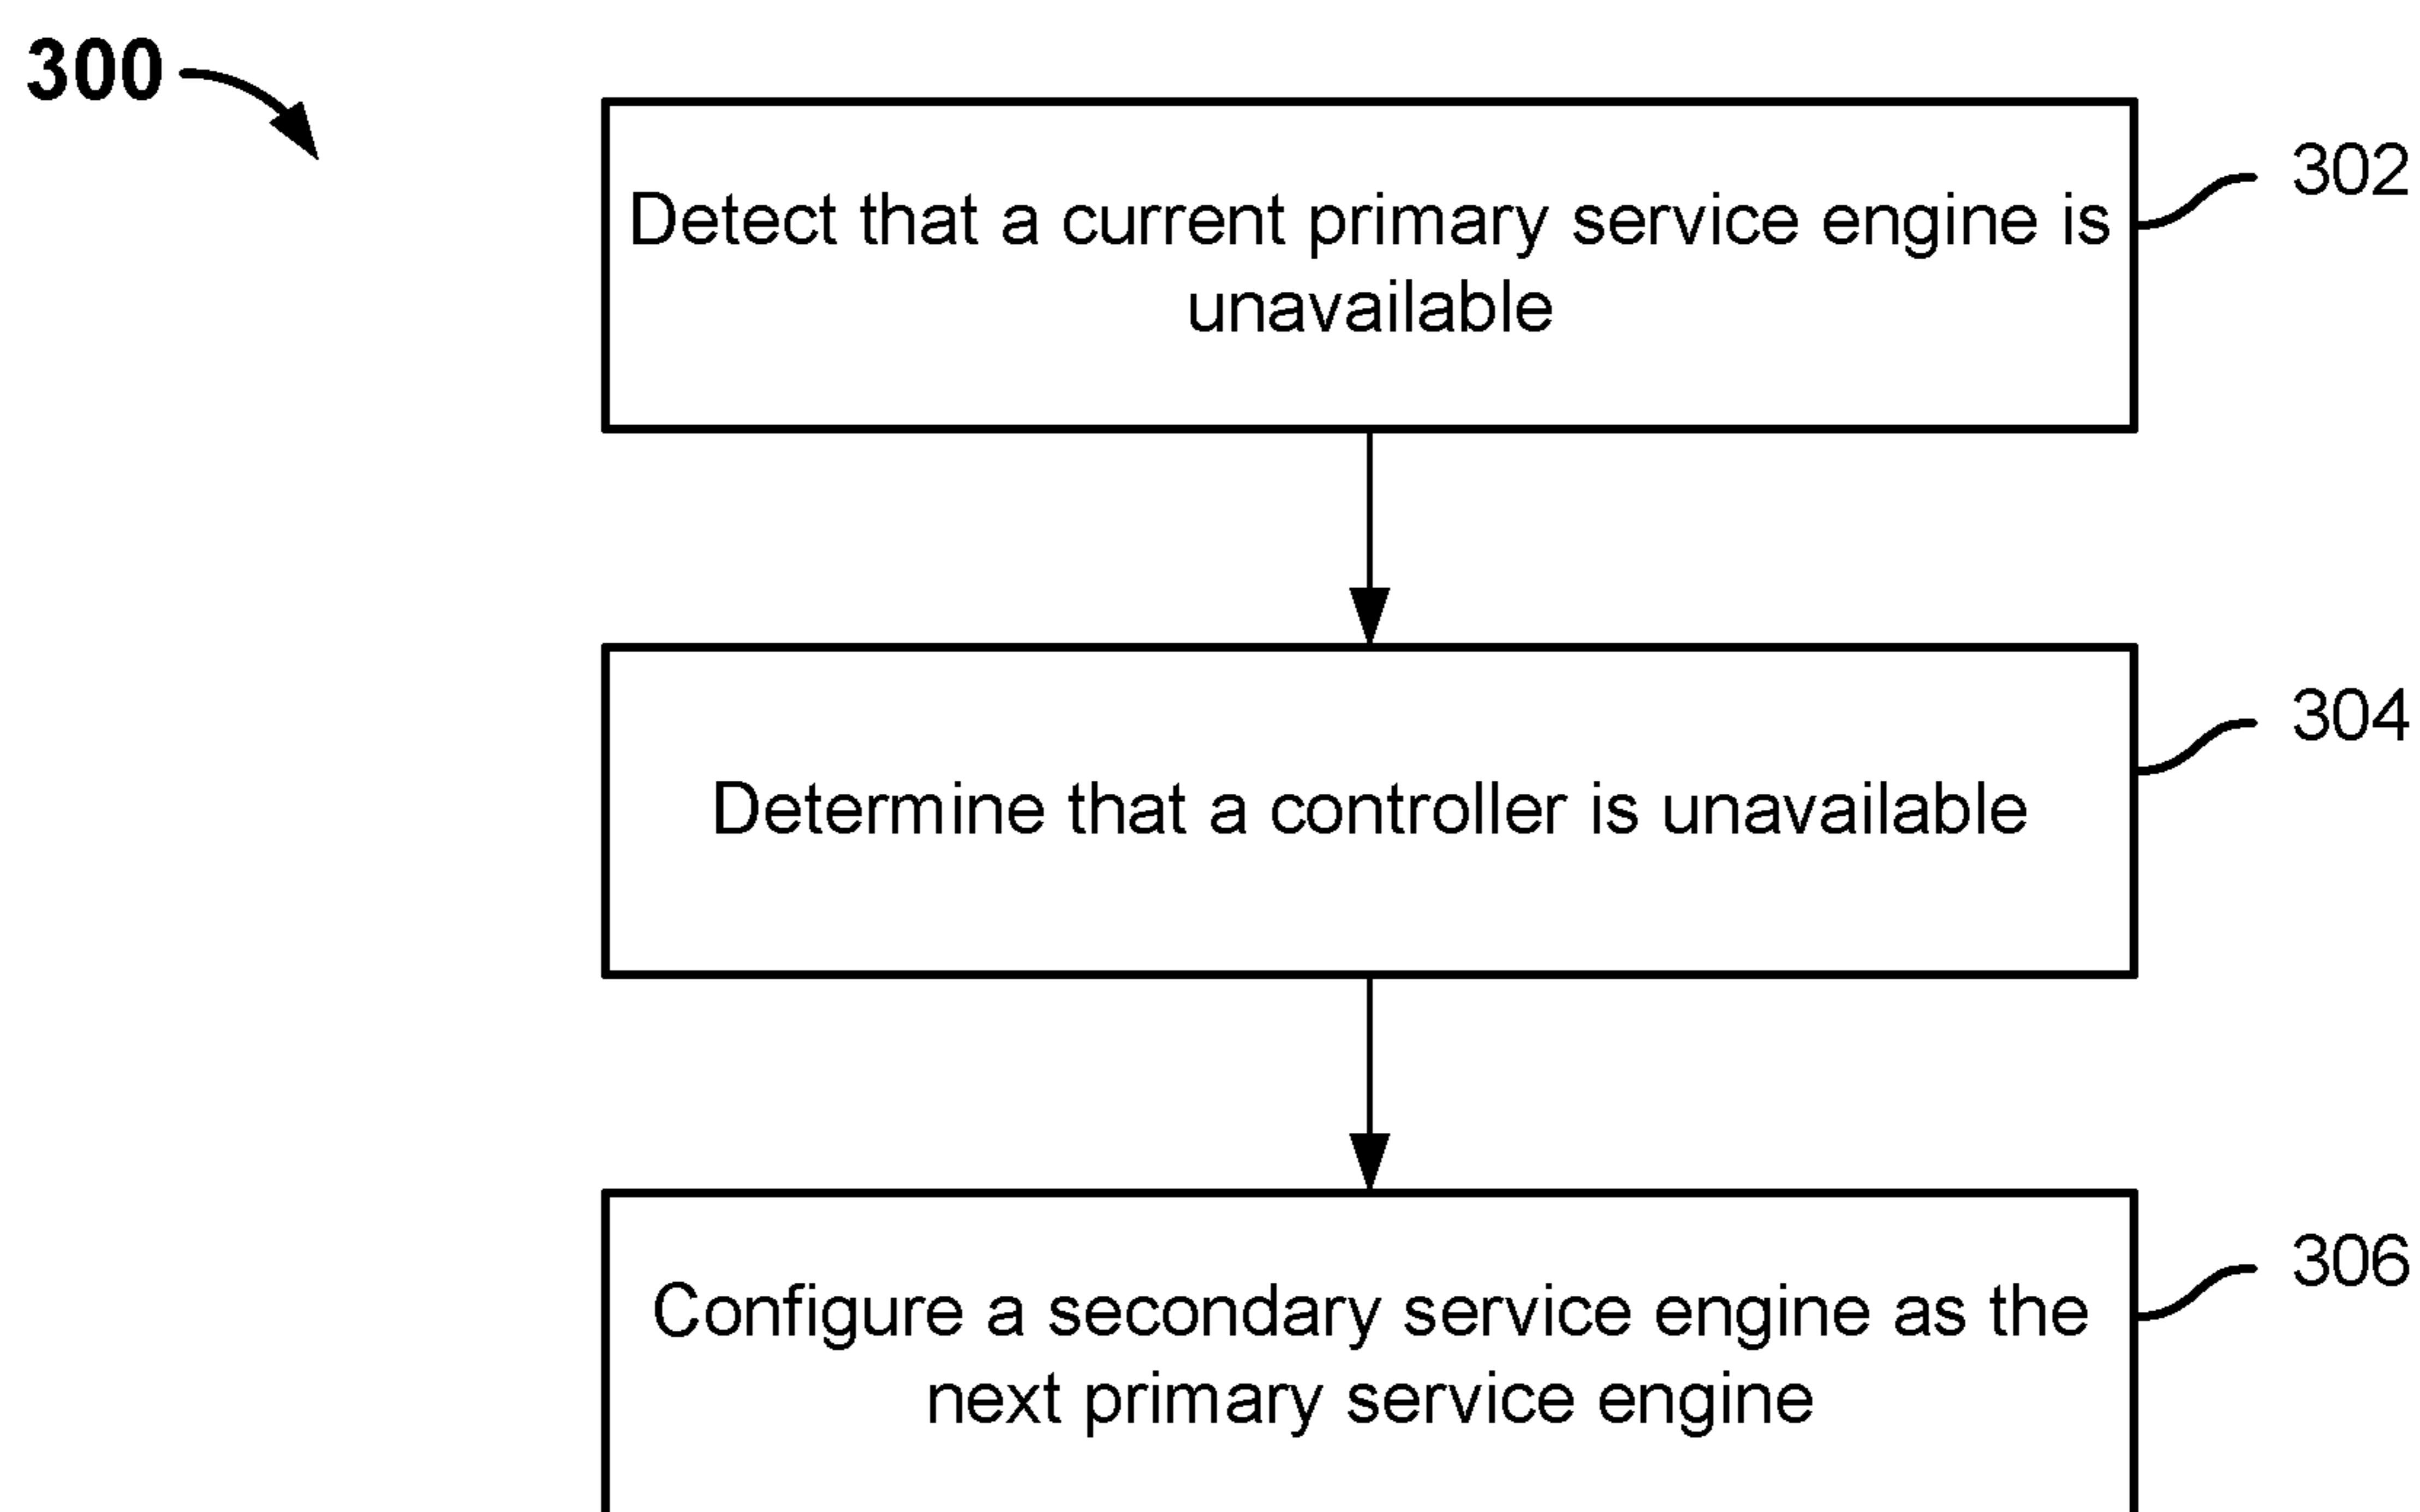 300
302
Detect that a current primary service engine is
unavailable
304
Determine that a controller is unavailable
306
Configure a secondary service engine as the
next primary service engine